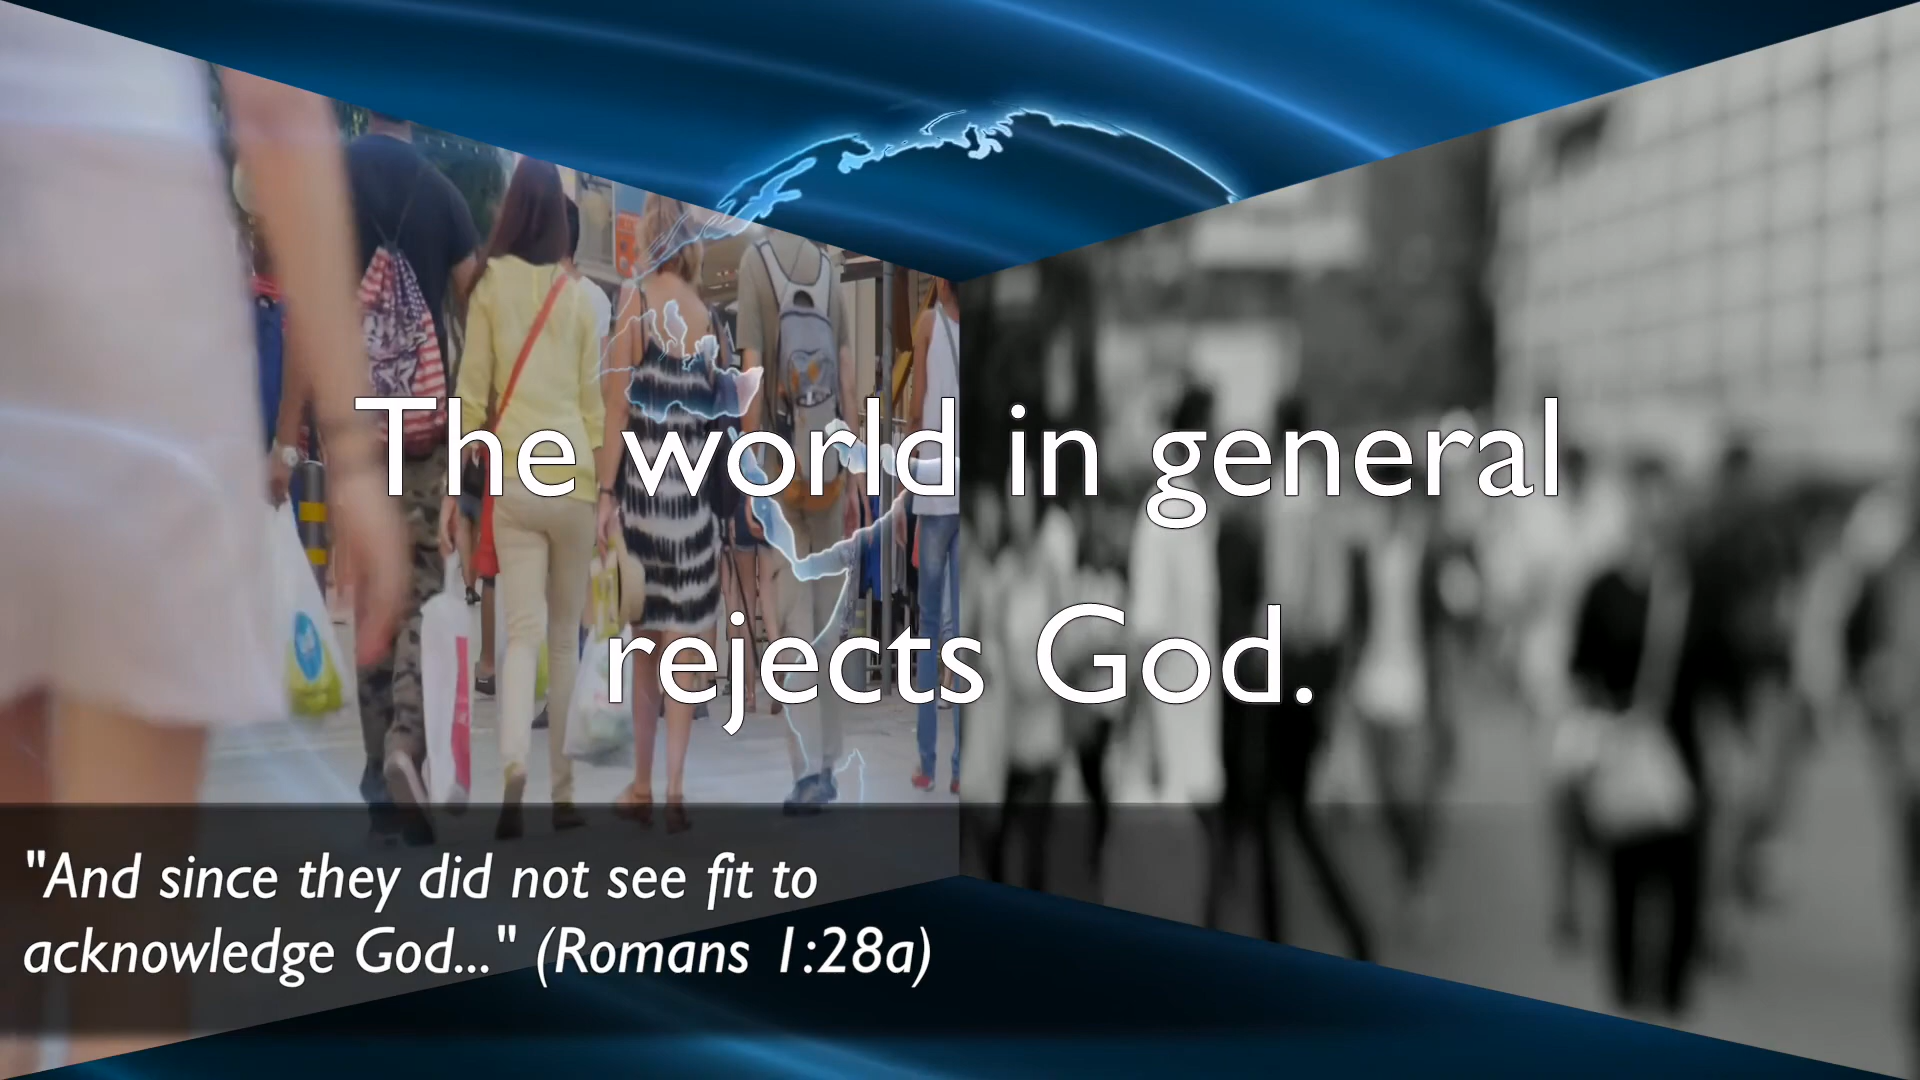 The world in general
rejects God.
"And since they did not see fit to
acknowledge God..." (Romans 1:28a)